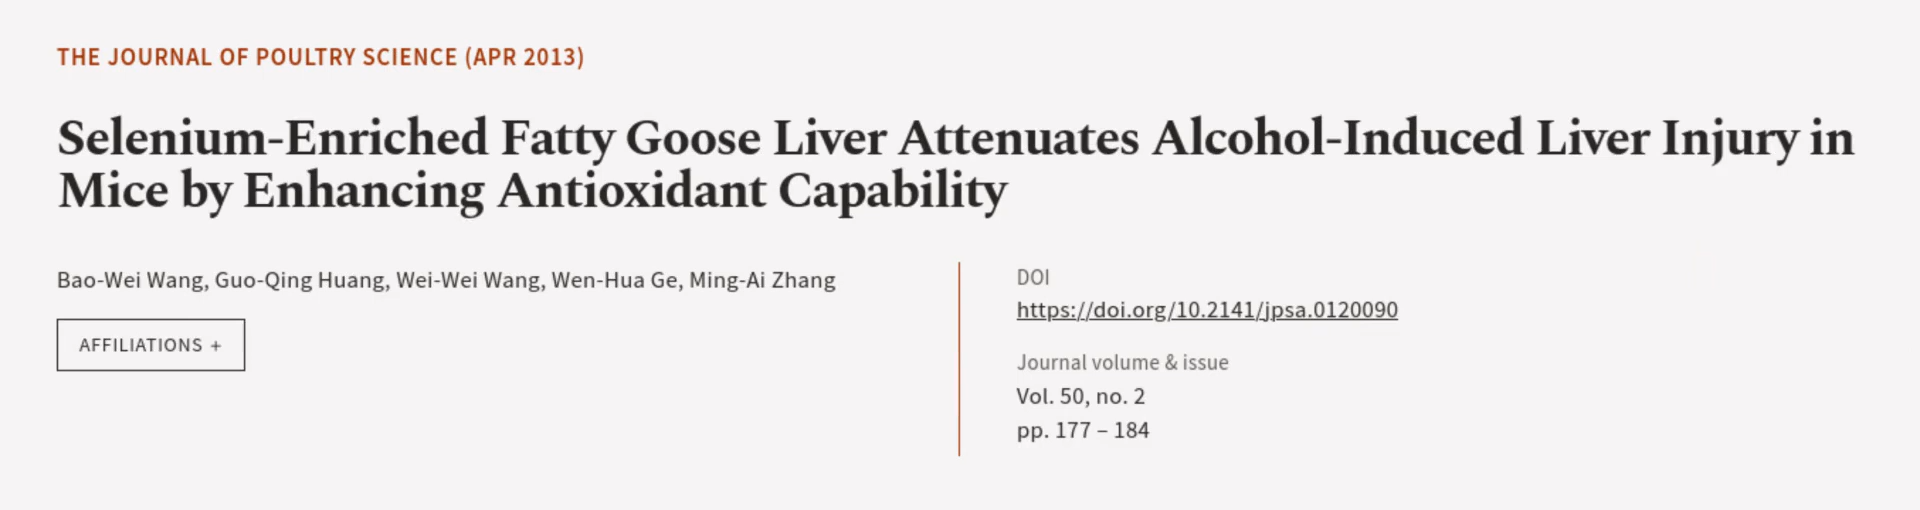 THE JOURNAL OF POULTRY SCIENCE (APR 2013)
Selenium-Enriched Fatty Goose Liver Attenuates Alcohol-Induced Liver Injury in
Mice by Enhancing Antioxidant Capability
Bao-Wei Wang, Guo-Qing Huang, Wei-Wei Wang, Wen-Hua Ge, Ming-Ai Zhang
AFFILIATIONS +
DOI
https://doi.org/10.2141/jpsa.0120090
Journal volume & issue
Vol. 50, no. 2
pp. 177 – 184